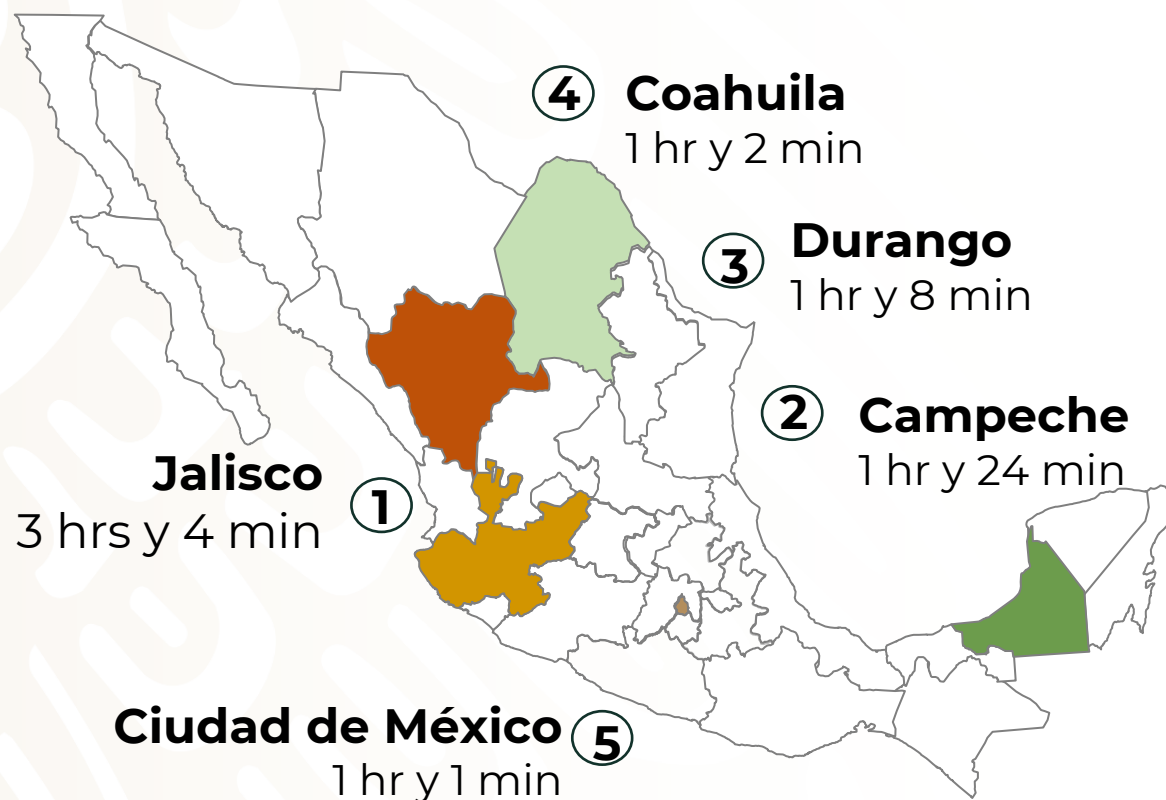 4 Coahuila
1 hr y 2 min
3 Durango
1 hr y 8 min
2 Campeche
1 hr y 24 min
Jalisco 1
3 hrs y 4 min
Ciudad de México 5
1 hr y 1 min